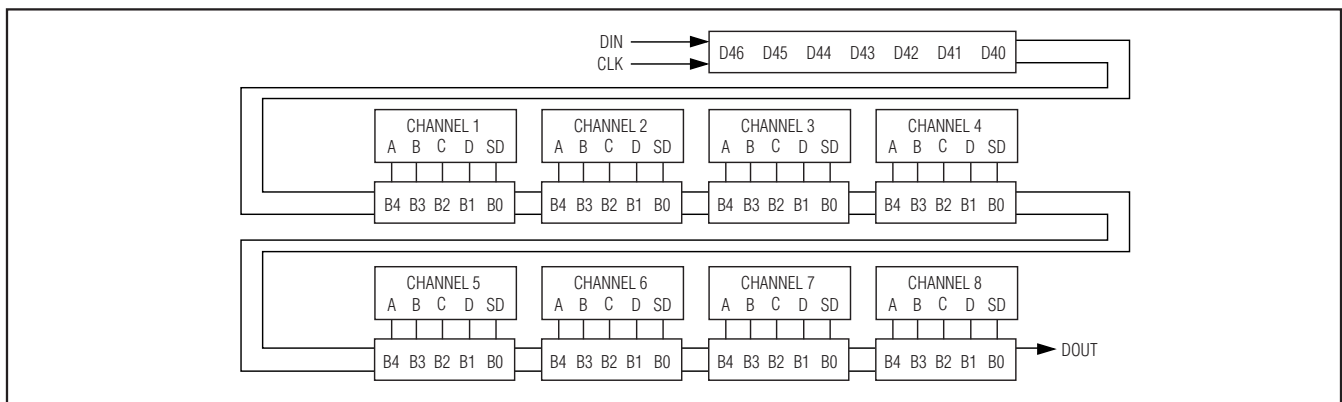 DIN
CLK
D46 D45 D44 D43 D42 D41 D40
CHANNEL 1 CHANNEL 2 CHANNEL 3 CHANNEL 4
A B C D SD A B C D SD A B C D SD A B C D SD
B4 B3 B2 B1 B0 B4 B3 B2 B1 B0 B4 B3 B2 B1 B0 B4 B3 B2 B1 B0
CHANNEL 5 CHANNEL 6 CHANNEL 7 CHANNEL 8
A B C D SD A B C D SD A B C D SD A B C D SD
B4 B3 B2 B1 B0 B4 B3 B2 B1 B0 B4 B3 B2 B1 B0 B4 B3 B2 B1 B0 DOUT